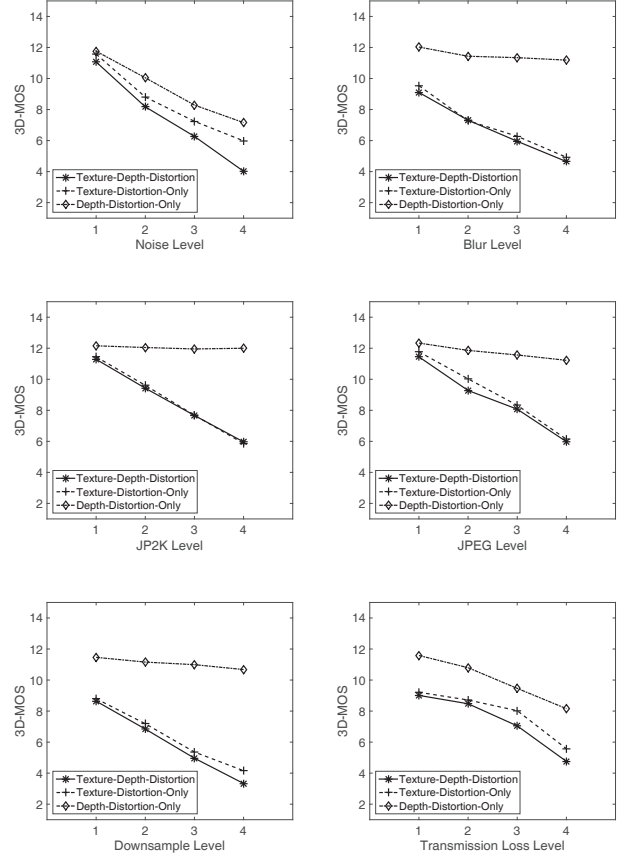 14
12
10
8
6
4
2
3D-MOS
Texture-Depth-Distortion
Texture-Distortion-Only
Depth-Distortion-Only
1 2 3 4
Noise Level
14
12
10
8
6
4
2
3D-MOS
Texture-Depth-Distortion
Texture-Distortion-Only
Depth-Distortion-Only
1 2 3 4
Blur Level
14
12
10
8
6
4
2
3D-MOS
Texture-Depth-Distortion
Texture-Distortion-Only
Depth-Distortion-Only
1 2 3 4
JP2K Level
14
12
10
8
6
4
2
3D-MOS
Texture-Depth-Distortion
Texture-Distortion-Only
Depth-Distortion-Only
1 2 3 4
JPEG Level
14
12
10
8
6
4
2
3D-MOS
Texture-Depth-Distortion
Texture-Distortion-Only
Depth-Distortion-Only
1 2 3 4
Downsample Level
14
12
10
8
6
4
2
3D-MOS
Texture-Depth-Distortion
Texture-Distortion-Only
Depth-Distortion-Only
1 2 3 4
Transmission Loss Level